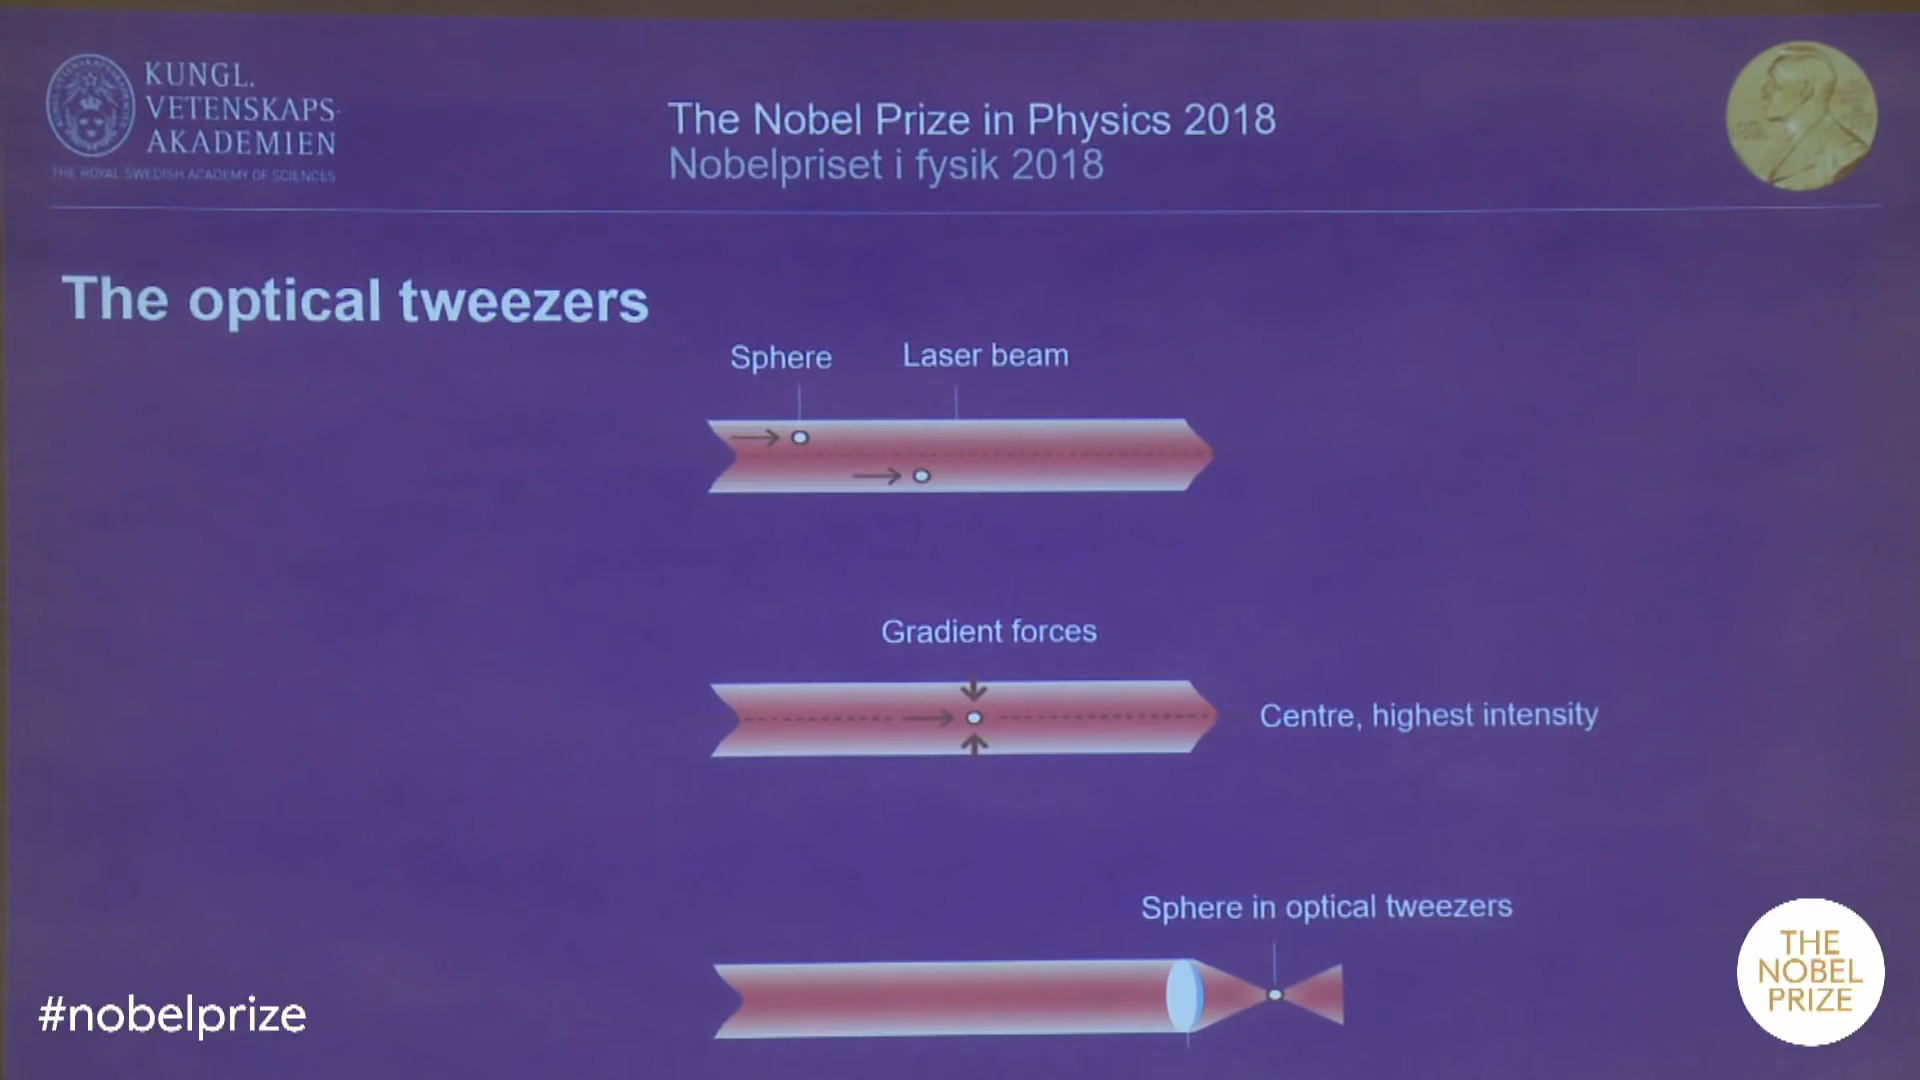 KUNGL.
VETENSKAPS-
AKADEMIEN
THE ROYAL SWEDISH ACADEMY OF SCIENCES
The Nobel Prize in Physics 2018
Nobelpriset i fysik 2018
The optical tweezers
Sphere
Laser beam
Gradient forces
Centre, highest intensity
Sphere in optical tweezers
#nobelprize
THE
NOBEL
PRIZE